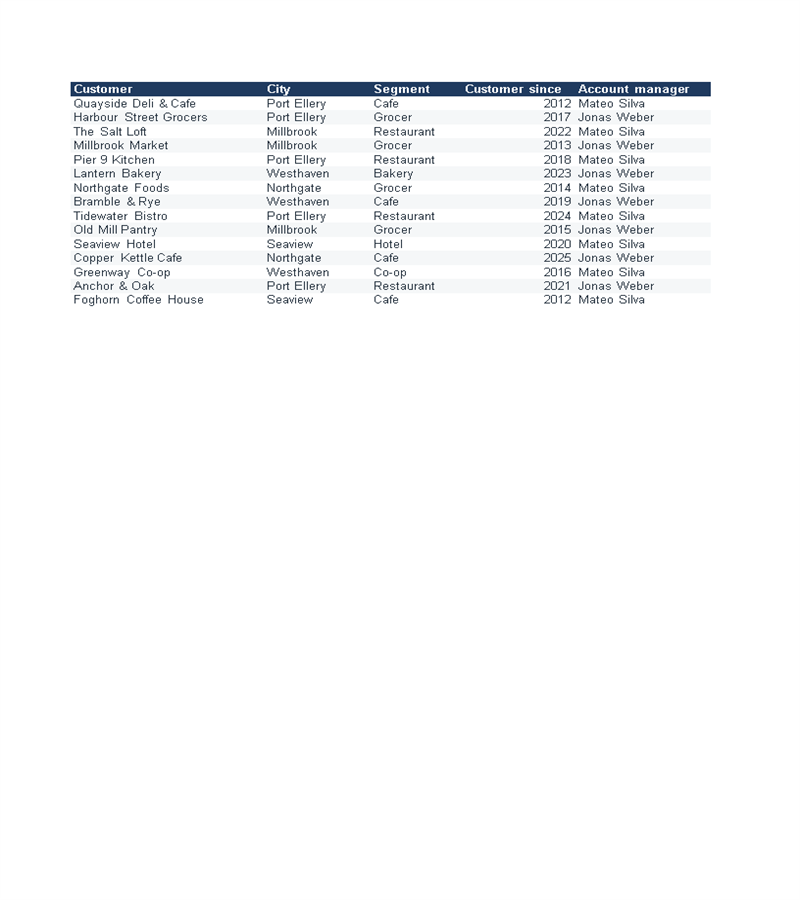 Customer City Segment Customer since Account manager
Quayside Deli & Cafe Port Ellery Cafe 2012 Mateo Silva
Harbour Street Grocers Port Ellery Grocer 2017 Jonas Weber
The Salt Loft Millbrook Restaurant 2022 Mateo Silva
Millbrook Market Millbrook Grocer 2013 Jonas Weber
Pier 9 Kitchen Port Ellery Restaurant 2018 Mateo Silva
Lantern Bakery Westhaven Bakery 2023 Jonas Weber
Northgate Foods Northgate Grocer 2014 Mateo Silva
Bramble & Rye Westhaven Cafe 2019 Jonas Weber
Tidewater Bistro Port Ellery Restaurant 2024 Mateo Silva
Old Mill Pantry Millbrook Grocer 2015 Jonas Weber
Seaview Hotel Seaview Hotel 2020 Mateo Silva
Copper Kettle Cafe Northgate Cafe 2025 Jonas Weber
Greenway Co-op Westhaven Co-op 2016 Mateo Silva
Anchor & Oak Port Ellery Restaurant 2021 Jonas Weber
Foghorn Coffee House Seaview Cafe 2012 Mateo Silva